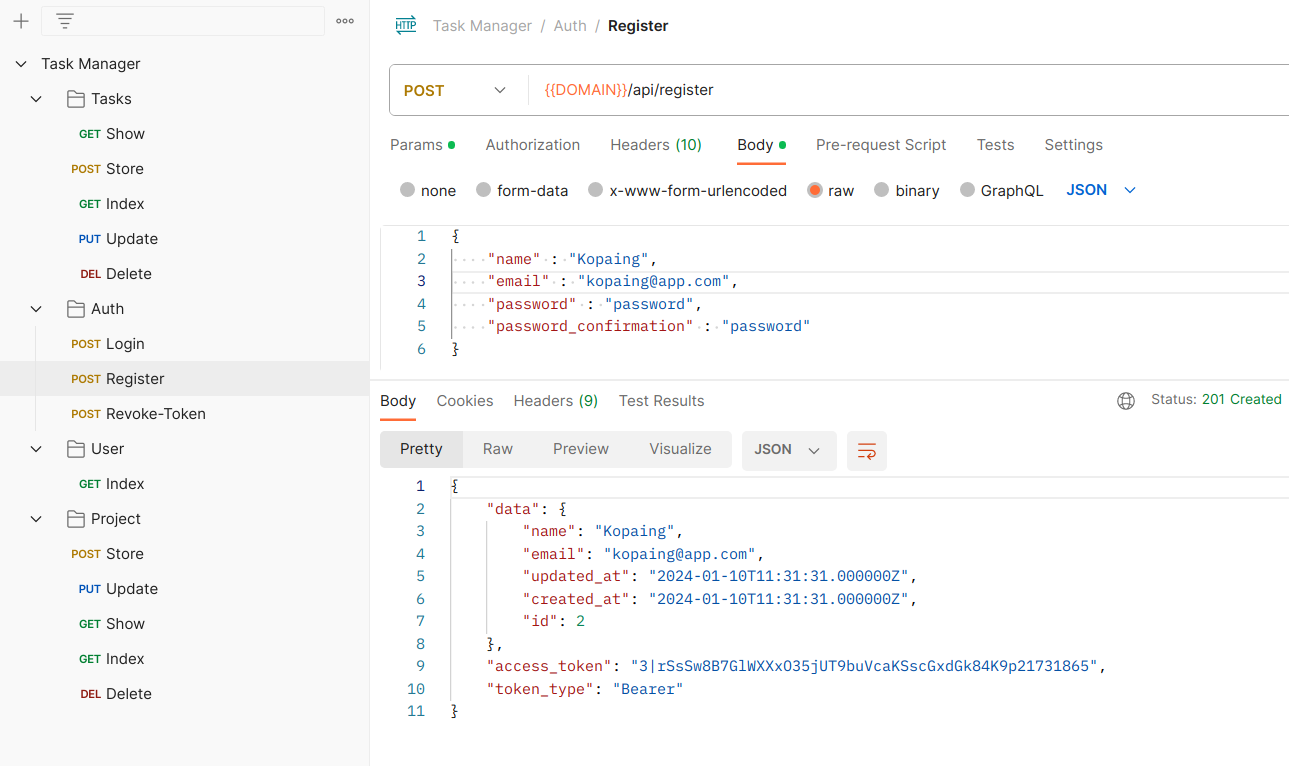 Task Manager
Tasks
GET Show
POST Store
GET Index
PUT Update
DEL Delete
Auth
POST Login
POST Register
POST Revoke-Token
User
GET Index
Project
POST Store
PUT Update
GET Show
GET Index
DEL Delete
HTTP Task Manager / Auth / Register
POST {{DOMAIN}}/api/register
Params Authorization Headers (10) Body Pre-request Script Tests Settings
none form-data x-www-form-urlencoded raw binary GraphQL JSON
1 {
2 "name" : "Kopaing",
3 "email" : "kopaing@app.com",
4 "password" : "password",
5 "password_confirmation" : "password"
6 }
Body Cookies Headers (9) Test Results Status: 201 Created
Pretty Raw Preview Visualize JSON
1 {
2 "data": {
3 "name": "Kopaing",
4 "email": "kopaing@app.com",
5 "updated_at": "2024-01-10T11:31:31.000000Z",
6 "created_at": "2024-01-10T11:31:31.000000Z",
7 "id": 2
8 },
9 "access_token": "3|rSsSw8B7GlWXXxO35jUT9buVcaKSscGxdGk84K9p21731865",
10 "token_type": "Bearer"
11 }